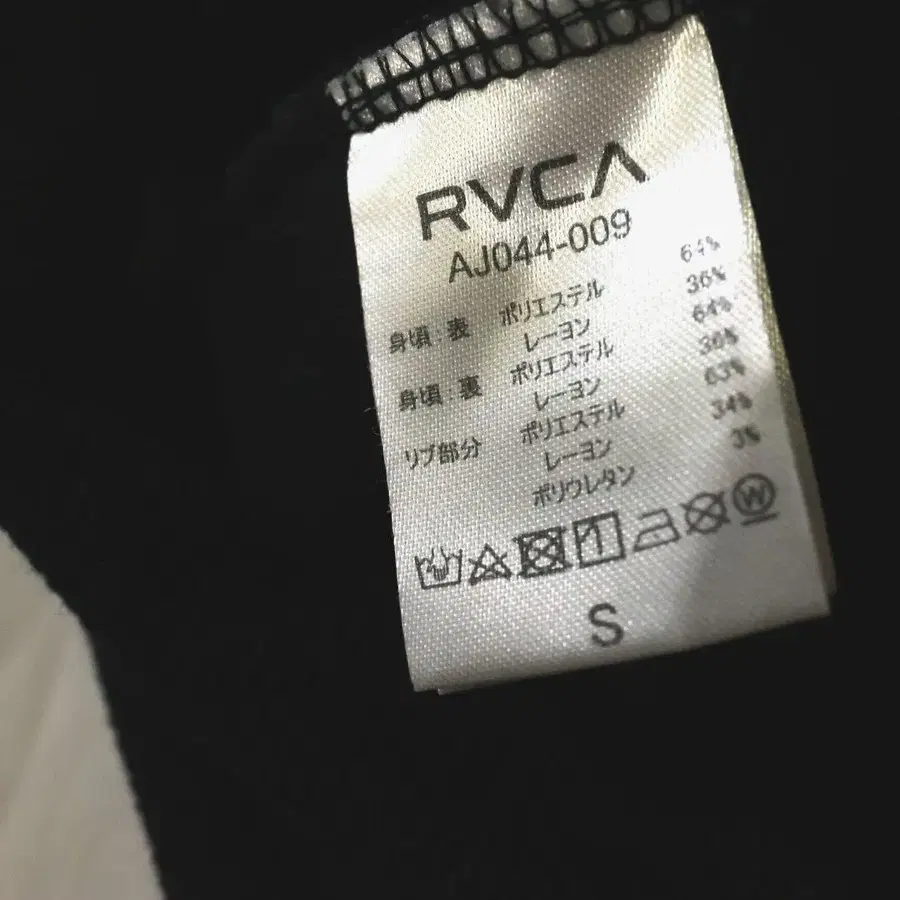 RVCA
AJ044-009
身頃:表 ポリエステル 64%
レーヨン 36%
身頃:裏 ポリエステル 64%
レーヨン 36%
リブ部分 ポリエステル 63%
レーヨン 34%
ポリウレタン 3%
W
S